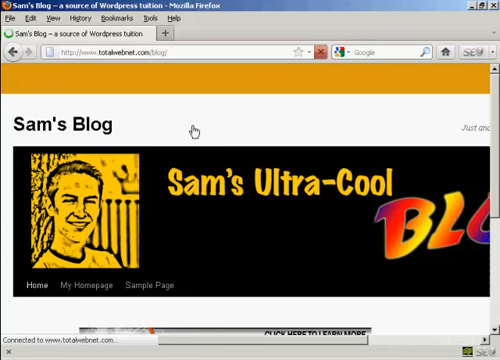 Sam's Blog – a source of Wordpress tuition - Mozilla Firefox
File Edit View History Bookmarks Tools Help
Sam's Blog – a source of Wordpress tuition
http://www.totalwebnet.com/blog/
Google
SEO
Sam's Blog
Just
Sam's Ultra-Cool
BLO
Home My Homepage Sample Page
CLICK HERE TO LEARN MORE
Connected to www.totalwebnet.com...